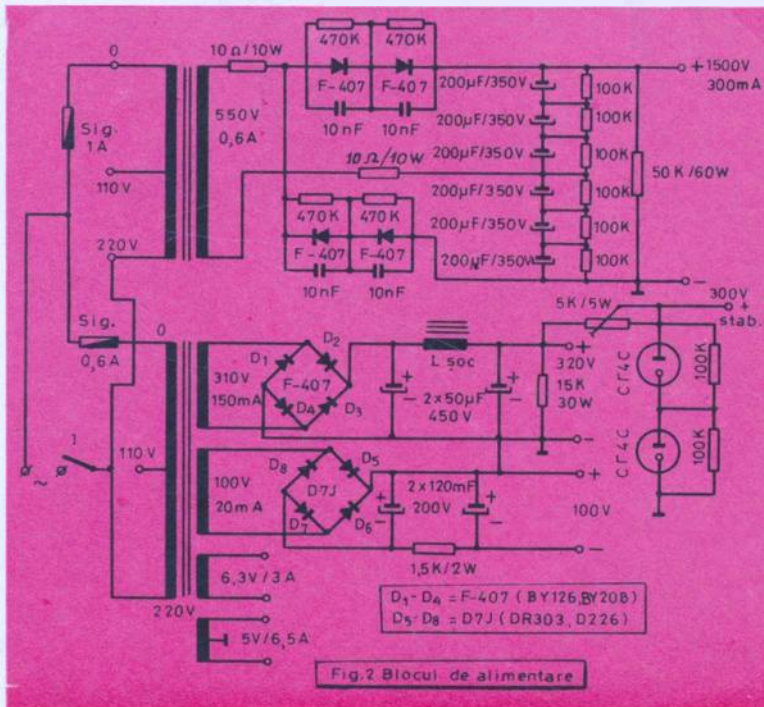 470K 470K
10Ω/10W
0
F-407 F-407
+ 1500V
300mA
200µF/350V 100K
Sig.
1A
550V
0,6A
10nF 10nF
200µF/350V 100K
10Ω/10W
200µF/350V 100K
110V
50K/60W
200µF/350V 100K
470K 470K
220V
F-407 F-407
200µF/350V 100K
200µF/350V 100K
10nF 10nF
–
5K/5W
300V
+
stab.
Sig.
0,6A
0
D1 D2
F-407
D4 D3
310V
150mA
L șoc
+
320V
+ +
– –
2x50µF
450V
15K
30W
СГ4С
100K
–
1
~
110V
D8 D5
D7J
D7 D6
100V
20mA
+
2x120mF
200V
+ +
– –
100V
СГ4С
100K
1,5K/2W
–
6,3V/3A
220V
5V/6,5A
D1-D4 = F-407 (BY126,BY208)
D5-D8 = D7J (DR303, D226)
Fig.2 Blocul de alimentare